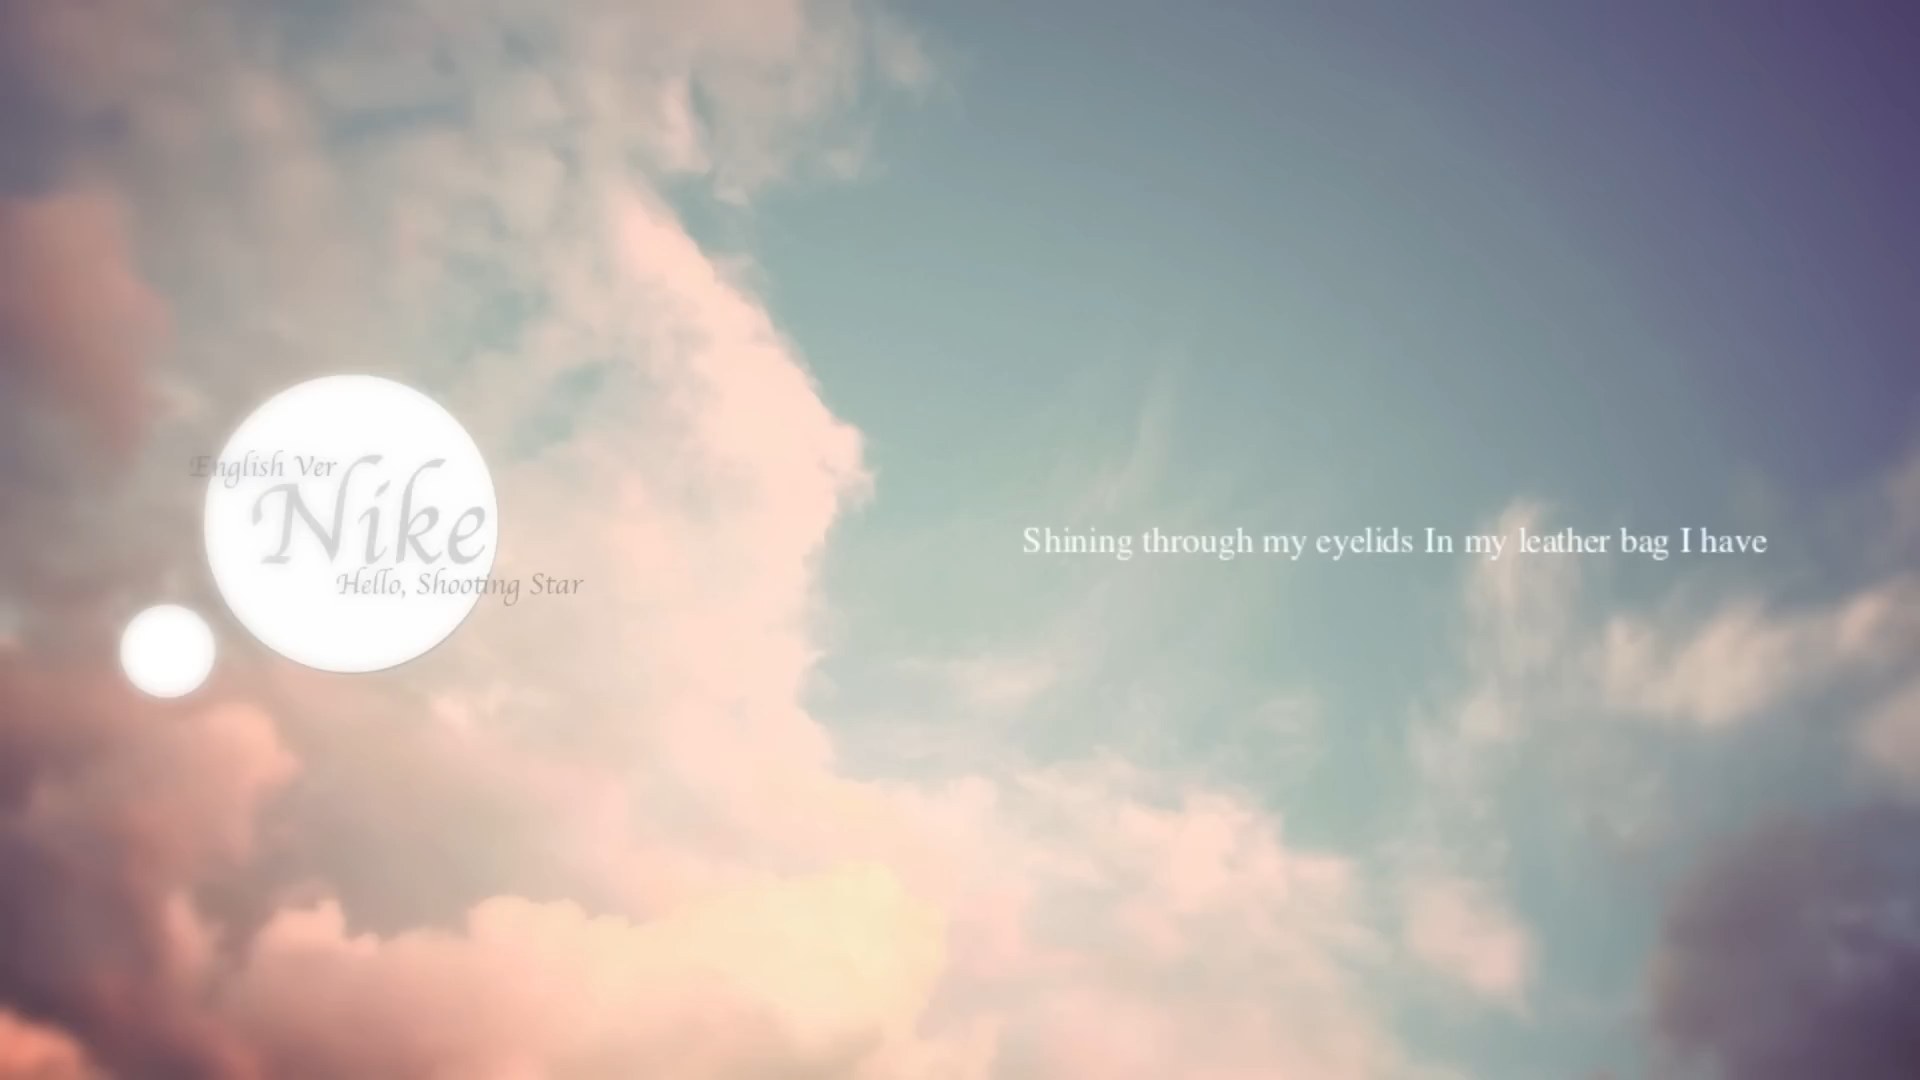 English Ver
Nike
Hello, Shooting Star
Shining through my eyelids In my leather bag I have